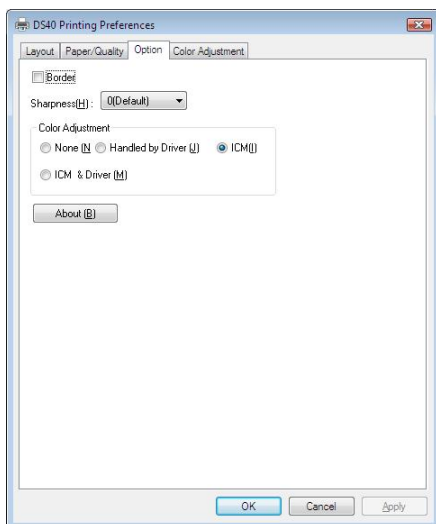 DS40 Printing Preferences
Layout Paper/Quality Option Color Adjustment
Border
Sharpness(H) : 0(Default)
Color Adjustment
None (N Handled by Driver (J) ICM(I)
ICM & Driver (M)
About (B)
OK Cancel Apply